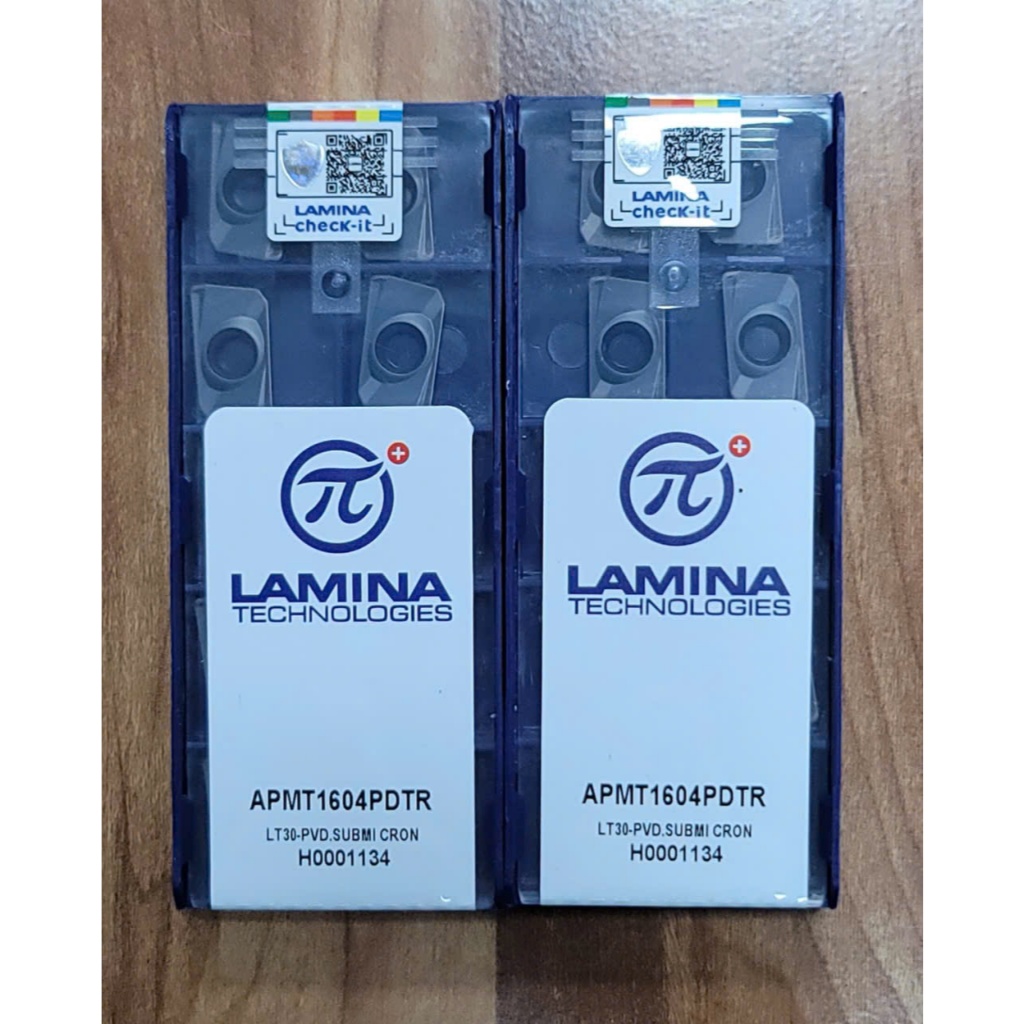 LAMINA
check-it
π
LAMINA
TECHNOLOGIES
APMT1604PDTR
LT30-PVD.SUBMI CRON
H0001134
LAMINA
check-it
π
LAMINA
TECHNOLOGIES
APMT1604PDTR
LT30-PVD.SUBMI CRON
H0001134